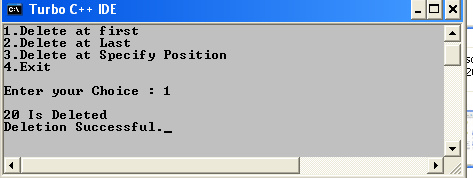 Turbo C++ IDE
1.Delete at first
2.Delete at Last
3.Delete at Specify Position
4.Exit
Enter your Choice : 1
20 Is Deleted
Deletion Successful._